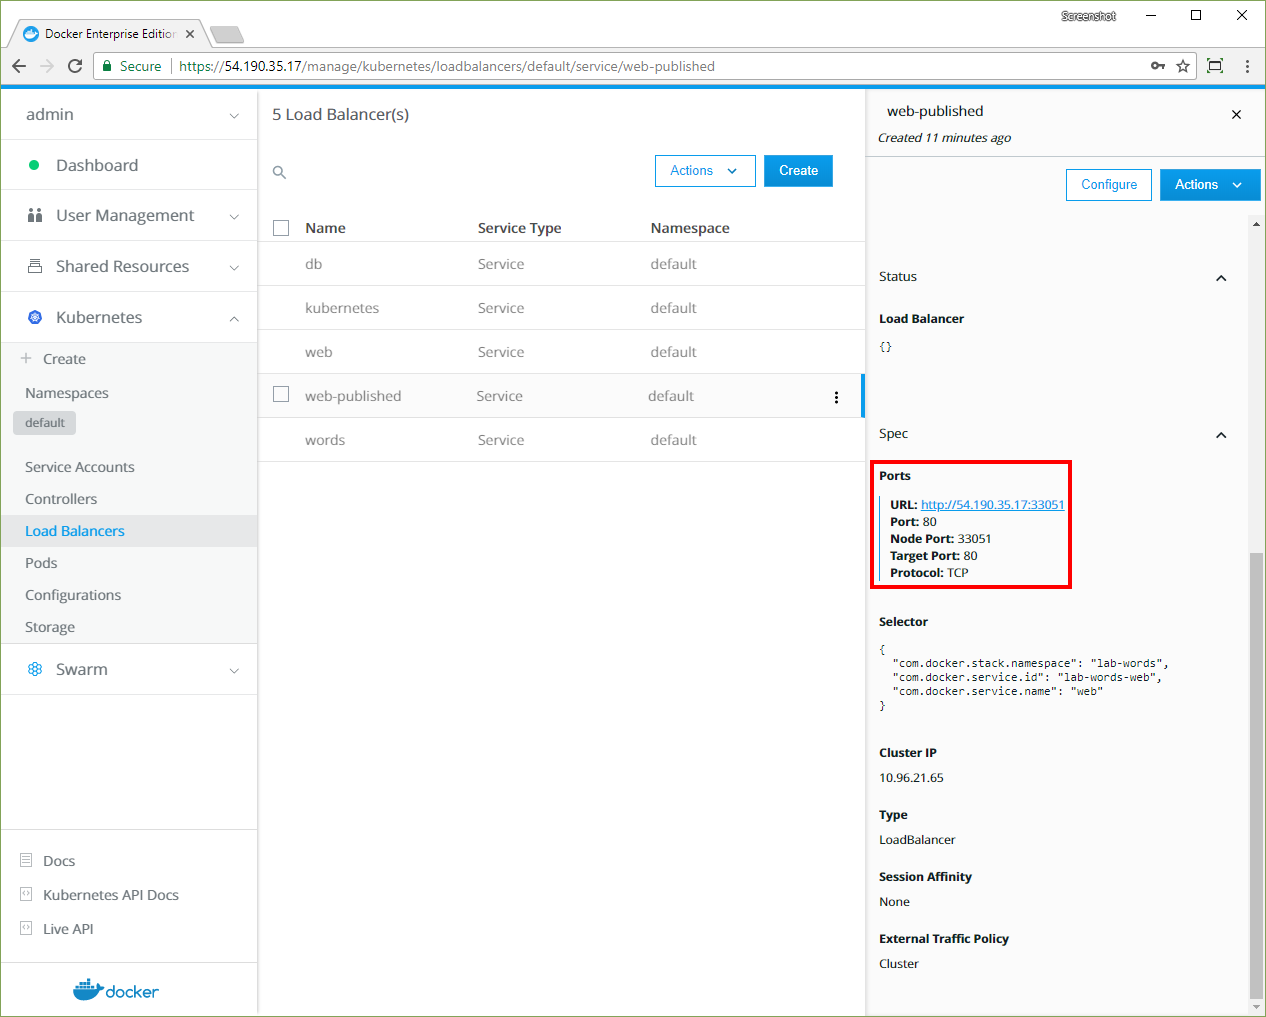 Screenshot
Docker Enterprise Edition
Secure https://54.190.35.17/manage/kubernetes/loadbalancers/default/service/web-published
admin
Dashboard
User Management
Shared Resources
Kubernetes
Create
Namespaces
default
Service Accounts
Controllers
Load Balancers
Pods
Configurations
Storage
Swarm
Docs
Kubernetes API Docs
Live API
docker
5 Load Balancer(s)
Actions Create
Name Service Type Namespace
db Service default
kubernetes Service default
web Service default
web-published Service default
words Service default
web-published
Created 11 minutes ago
Configure Actions
Status
Load Balancer
{}
Spec
Ports
URL: http://54.190.35.17:33051
Port: 80
Node Port: 33051
Target Port: 80
Protocol: TCP
Selector
{
"com.docker.stack.namespace": "lab-words",
"com.docker.service.id": "lab-words-web",
"com.docker.service.name": "web"
}
Cluster IP
10.96.21.65
Type
LoadBalancer
Session Affinity
None
External Traffic Policy
Cluster